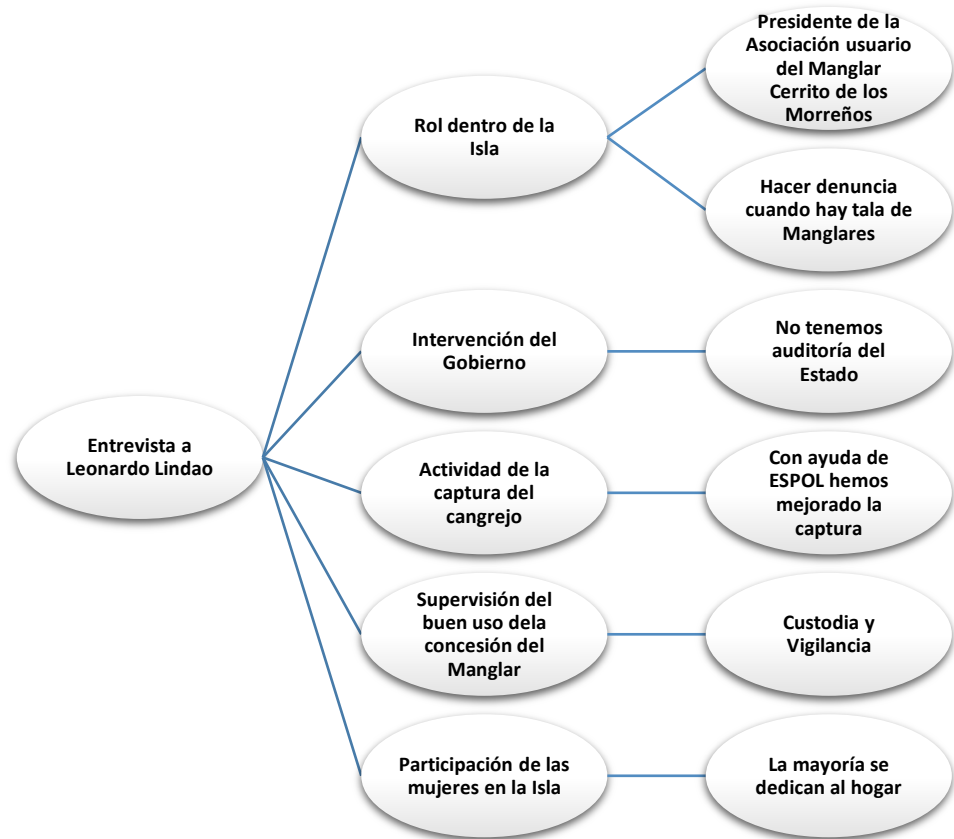 Entrevista a
Leonardo Lindao
Rol dentro de la
Isla
Presidente de la
Asociación usuario
del Manglar
Cerrito de los
Morreños
Hacer denuncia
cuando hay tala de
Manglares
Intervención del
Gobierno
No tenemos
auditoría del
Estado
Actividad de la
captura del
cangrejo
Con ayuda de
ESPOL hemos
mejorado la
captura
Supervisión del
buen uso dela
concesión del
Manglar
Custodia y
Vigilancia
Participación de las
mujeres en la Isla
La mayoría se
dedican al hogar